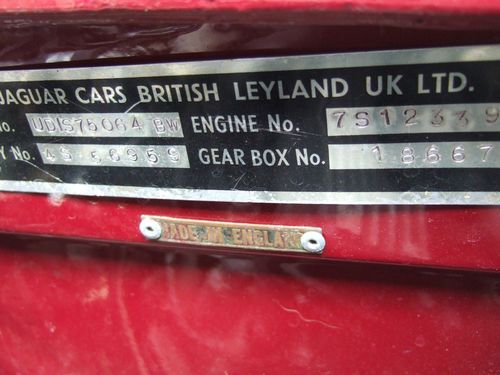 JAGUAR CARS BRITISH LEYLAND UK LTD.
No. UD1S75064 BW ENGINE No. 7S12339
Y No. 4S 56959 GEAR BOX No. 18667
MADE IN ENGLAND